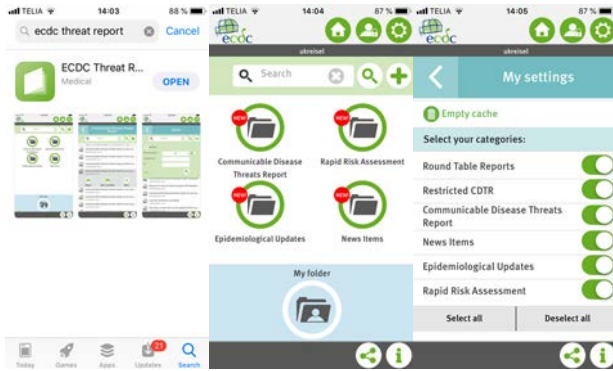 TELIA 14:03 88 %
ecdc threat report Cancel
ECDC Threat R...
Medical
OPEN
Today Games Apps Updates Search
21
TELIA 14:04 87 %
ecdc
ukreisel
Search
NEW NEW
Communicable Disease Threats Report
Rapid Risk Assessment
NEW NEW
Epidemiological Updates News Items
My folder
TELIA 14:05 87 %
ecdc
ukreisel
My settings
Empty cache
Select your categories:
Round Table Reports
Restricted CDTR
Communicable Disease Threats
Report
News Items
Epidemiological Updates
Rapid Risk Assessment
Select all Deselect all